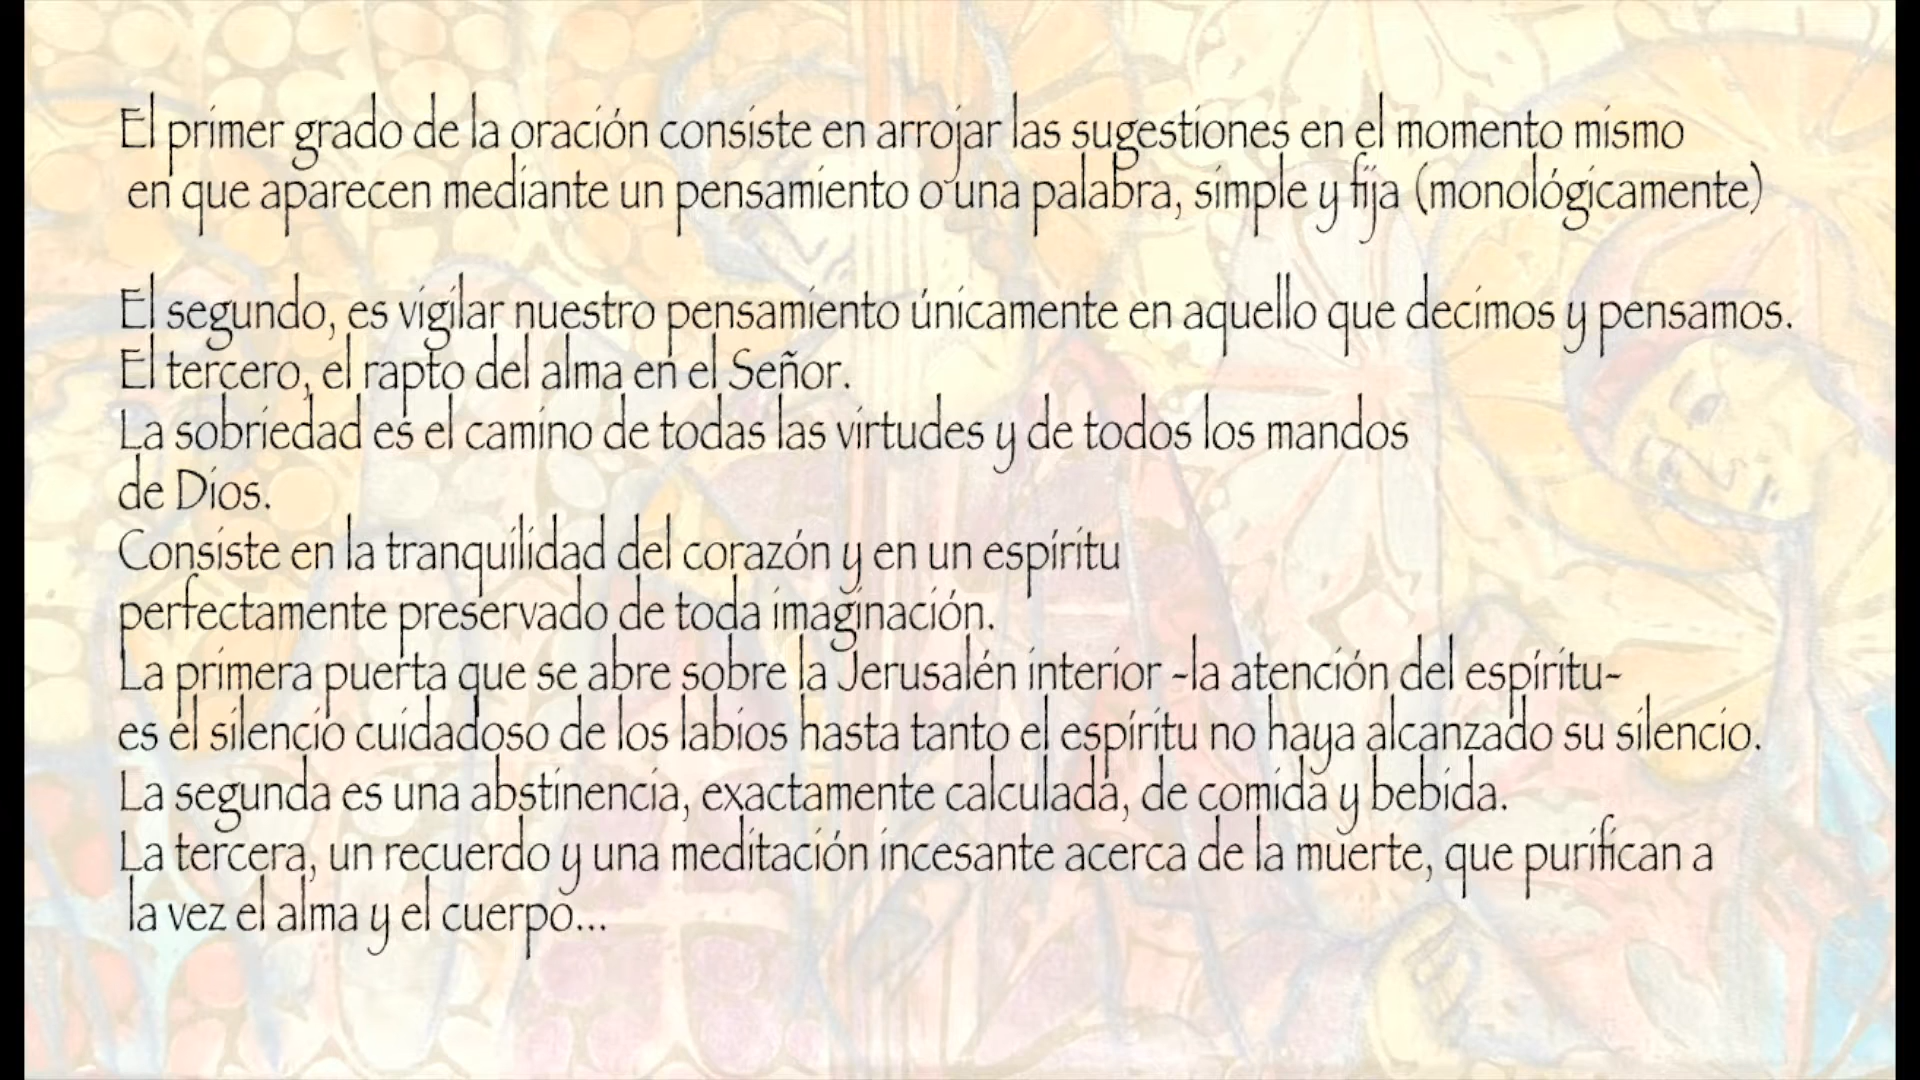 El primer grado de la oración consiste en arrojar las sugestiones en el momento mismo
en que aparecen mediante un pensamiento o una palabra, simple y fija (monológicamente)
El segundo, es vigilar nuestro pensamiento únicamente en aquello que decimos y pensamos.
El tercero, el rapto del alma en el Señor.
La sobriedad es el camino de todas las virtudes y de todos los mandos
de Dios.
Consiste en la tranquilidad del corazón y en un espíritu
perfectamente preservado de toda imaginación.
La primera puerta que se abre sobre la Jerusalén interior -la atención del espíritu-
es el silencio cuidadoso de los labios hasta tanto el espíritu no haya alcanzado su silencio.
La segunda es una abstinencia, exactamente calculada, de comida y bebida.
La tercera, un recuerdo y una meditación incesante acerca de la muerte, que purifican a
la vez el alma y el cuerpo...